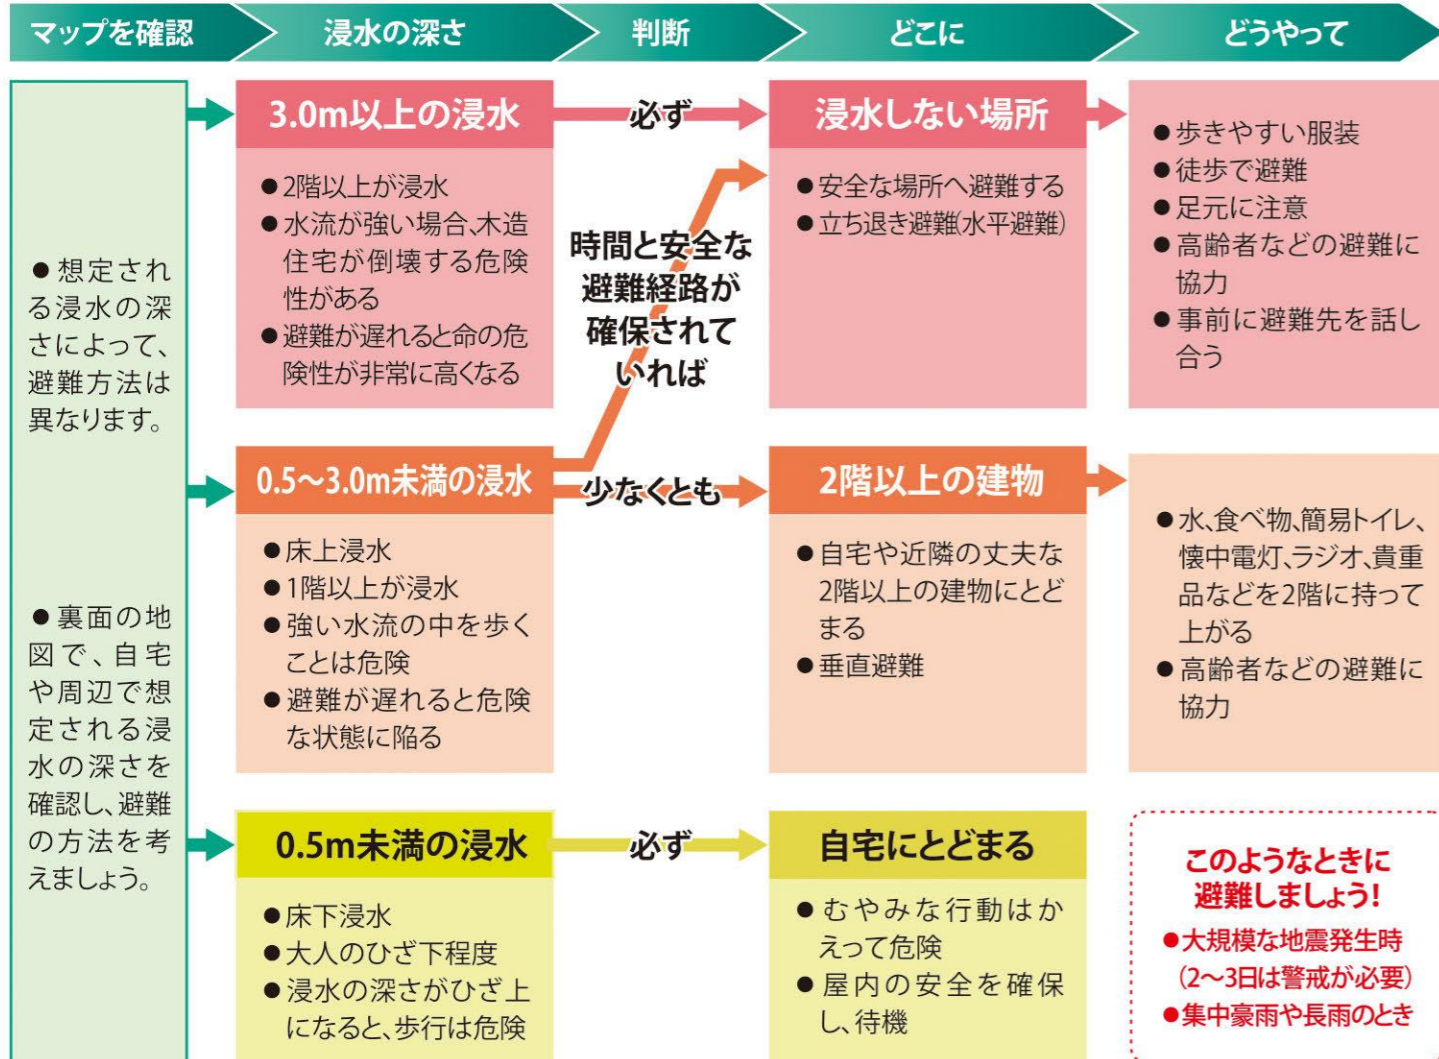 マップを確認
浸水の深さ
判断
どこに
どうやって
●想定され
る浸水の深
さによって、
避難方法は
異なります。
●裏面の地
図で、自宅
や周辺で想
定される浸
水の深さを
確認し、避難
の方法を考
えましょう。
3.0m以上の浸水
●2階以上が浸水
●水流が強い場合、木造
住宅が倒壊する危険
性がある
●避難が遅れると命の危
険性が非常に高くなる
必ず
浸水しない場所
●安全な場所へ避難する
●立ち退き避難(水平避難)
●歩きやすい服装
●徒歩で避難
●足元に注意
●高齢者などの避難に
協力
●事前に避難先を話し
合う
時間と安全な
避難経路が
確保されて
いれば
0.5～3.0m未満の浸水
●床上浸水
●1階以上が浸水
●強い水流の中を歩く
ことは危険
●避難が遅れると危険
な状態に陥る
少なくとも
2階以上の建物
●自宅や近隣の丈夫な
2階以上の建物にとど
まる
●垂直避難
●水、食べ物、簡易トイレ、
懐中電灯、ラジオ、貴重
品などを2階に持って
上がる
●高齢者などの避難に
協力
0.5m未満の浸水
●床下浸水
●大人のひざ下程度
●浸水の深さがひざ上
になると、歩行は危険
必ず
自宅にとどまる
●むやみな行動はか
えって危険
●屋内の安全を確保
し、待機
このようなときに
避難しましょう！
●大規模な地震発生時
(2～3日は警戒が必要)
●集中豪雨や長雨のとき